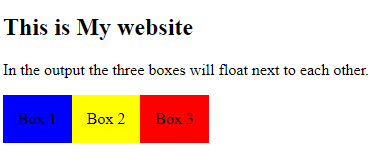 This is My website
In the output the three boxes will float next to each other.
Box 1 Box 2 Box 3